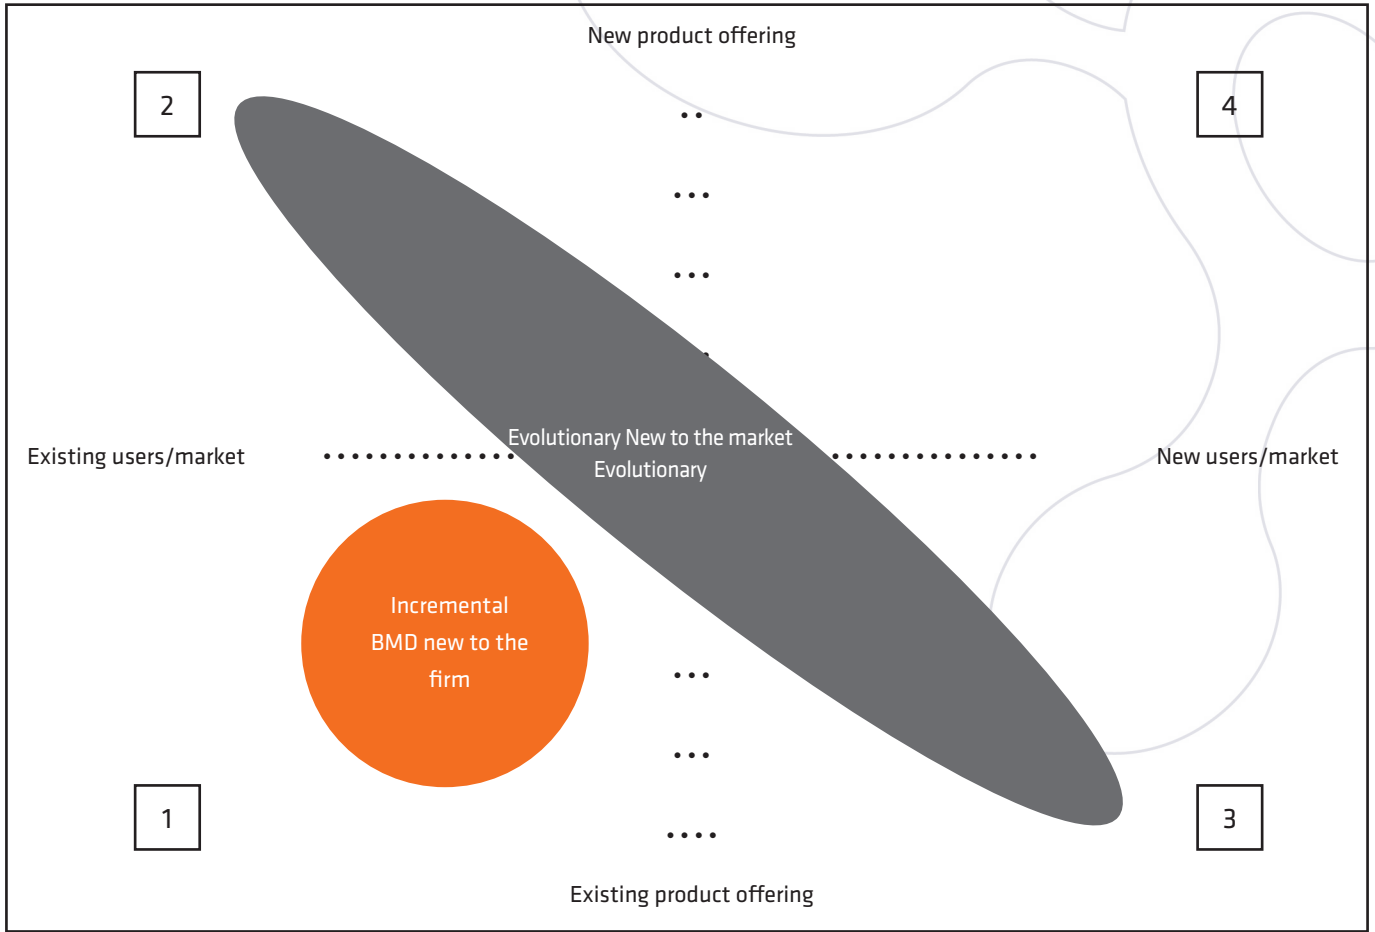 New product offering
2
4
Evolutionary New to the market
Evolutionary
Existing users/market
New users/market
Incremental
BMD new to the
firm
1
3
Existing product offering